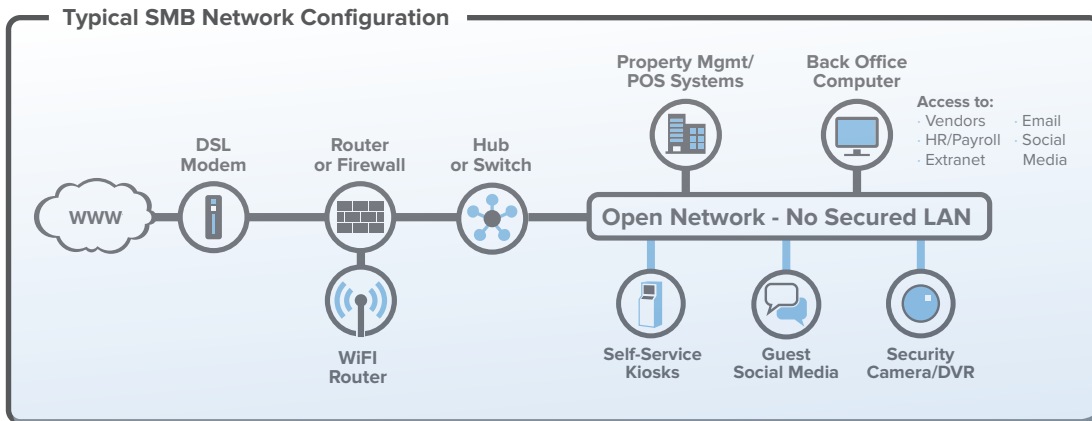 Typical SMB Network Configuration
Property Mgmt/
POS Systems
Back Office
Computer
Access to:
· Vendors
· HR/Payroll
· Extranet
· Email
· Social
Media
DSL
Modem
Router
or Firewall
Hub
or Switch
WWW
Open Network - No Secured LAN
WiFI
Router
Self-Service
Kiosks
Guest
Social Media
Security
Camera/DVR